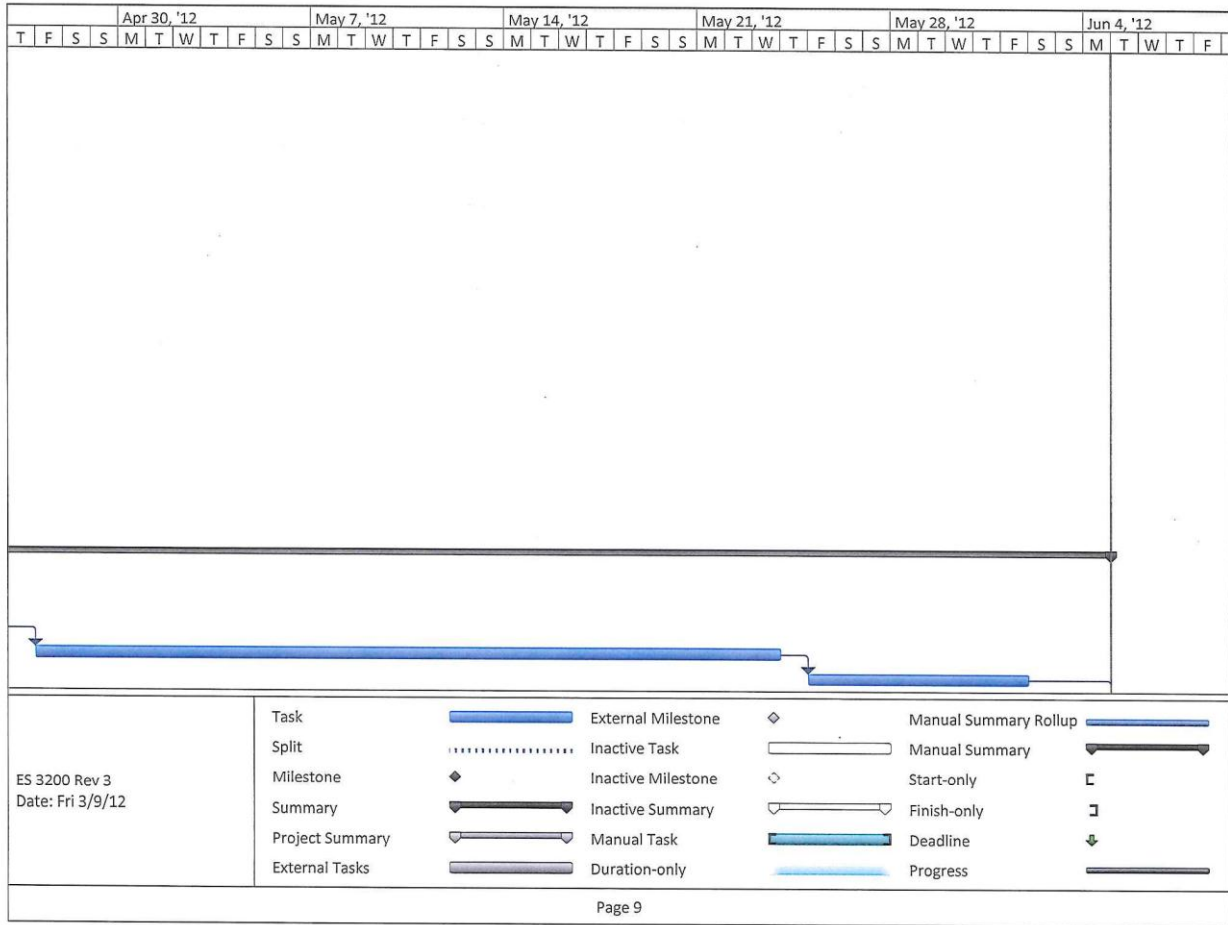 Apr 30, '12 May 7, '12 May 14, '12 May 21, '12 May 28, '12 Jun 4, '12
T F S S M T W T F S S M T W T F S S M T W T F S S M T W T F S S M T W T F S S M T W T F
Task External Milestone Manual Summary Rollup
Split Inactive Task Manual Summary
Milestone Inactive Milestone Start-only
Summary Inactive Summary Finish-only
Project Summary Manual Task Deadline
External Tasks Duration-only Progress
ES 3200 Rev 3
Date: Fri 3/9/12
Page 9